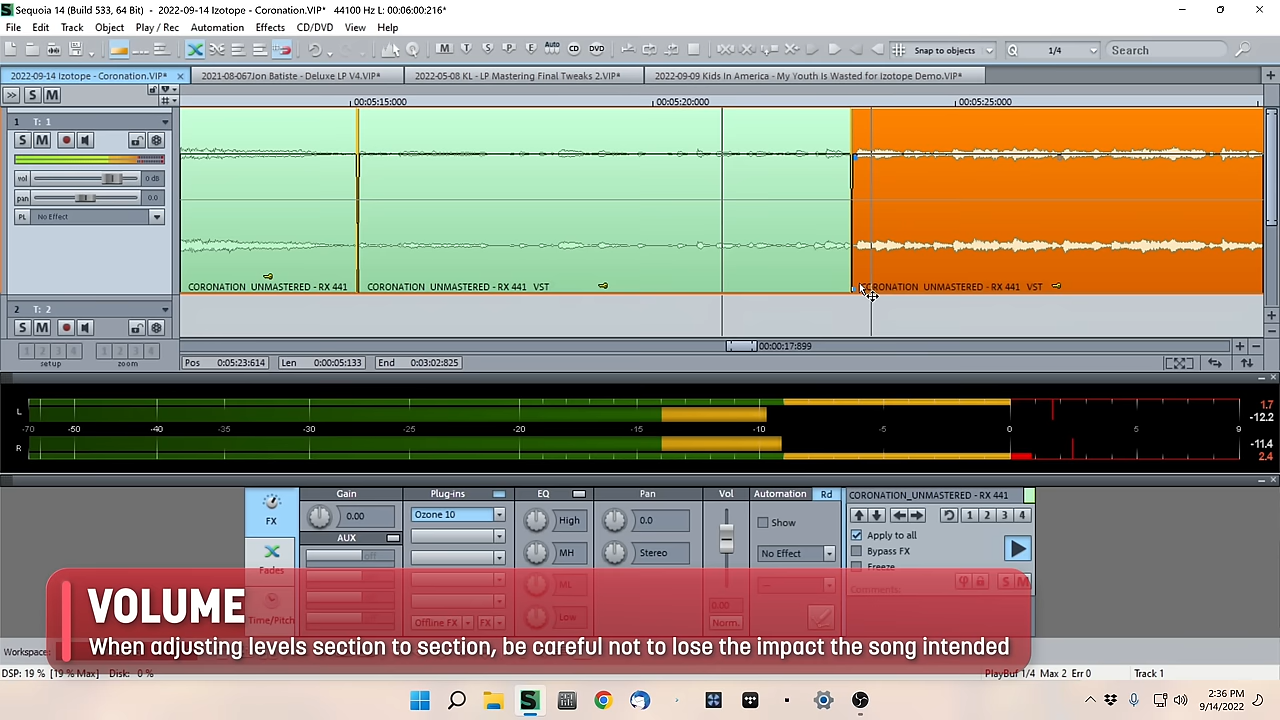 Sequoia 14 (Build 533, 64 Bit) - 2022-09-14 Izotope - Coronation.VIP* 44100 Hz L: 00:06:00:216*
File Edit Track Object Play / Rec Automation Effects CD/DVD View Help
M T S P E Auto CD DVD Snap to objects Q 1/4 Search
2022-09-14 Izotope - Coronation.VIP* × 2021-08-067Jon Batiste - Deluxe LP V4.VIP* 2022-05-08 KL - LP Mastering Final Tweaks 2.VIP* 2022-09-09 Kids In America - My Youth Is Wasted for Izotope Demo.VIP* +
>> S M
00:05:15:000 00:05:20:000 00:05:25:000
1 T: 1
S M
vol 0 dB
pan 0.0
PL No Effect
CORONATION_UNMASTERED - RX 441 CORONATION_UNMASTERED - RX 441 VST CORONATION_UNMASTERED - RX 441 VST
2 T: 2
S M
1 2 3 4 1 2 3 4
setup zoom
00:00:17:899
Pos 0:05:23:614 Len 0:00:05:133 End 0:03:02:825
L 1.7
-12.2
-70 -50 -40 -35 -30 -25 -20 -15 -10 -5 0 5 9
R -11.4
2.4
FX Gain Plug-ins EQ Pan Vol Automation Rd CORONATION_UNMASTERED - RX 441
0.00 Ozone 10 High 0.0 Show 1 2 3 4
AUX Apply to all
off MH Stereo No Effect Bypass FX
Fades Freeze
ML S M
Comments:
Time/Pitch Low 0.00
Offline FX FX Norm.
VOLUME
When adjusting levels section to section, be careful not to lose the impact the song intended
Workspace:
DSP: 19 % [19 % Max] Disk: 0 % PlayBuf 1/4 Max 2 Err 0 Track 1
2:36 PM
9/14/2022